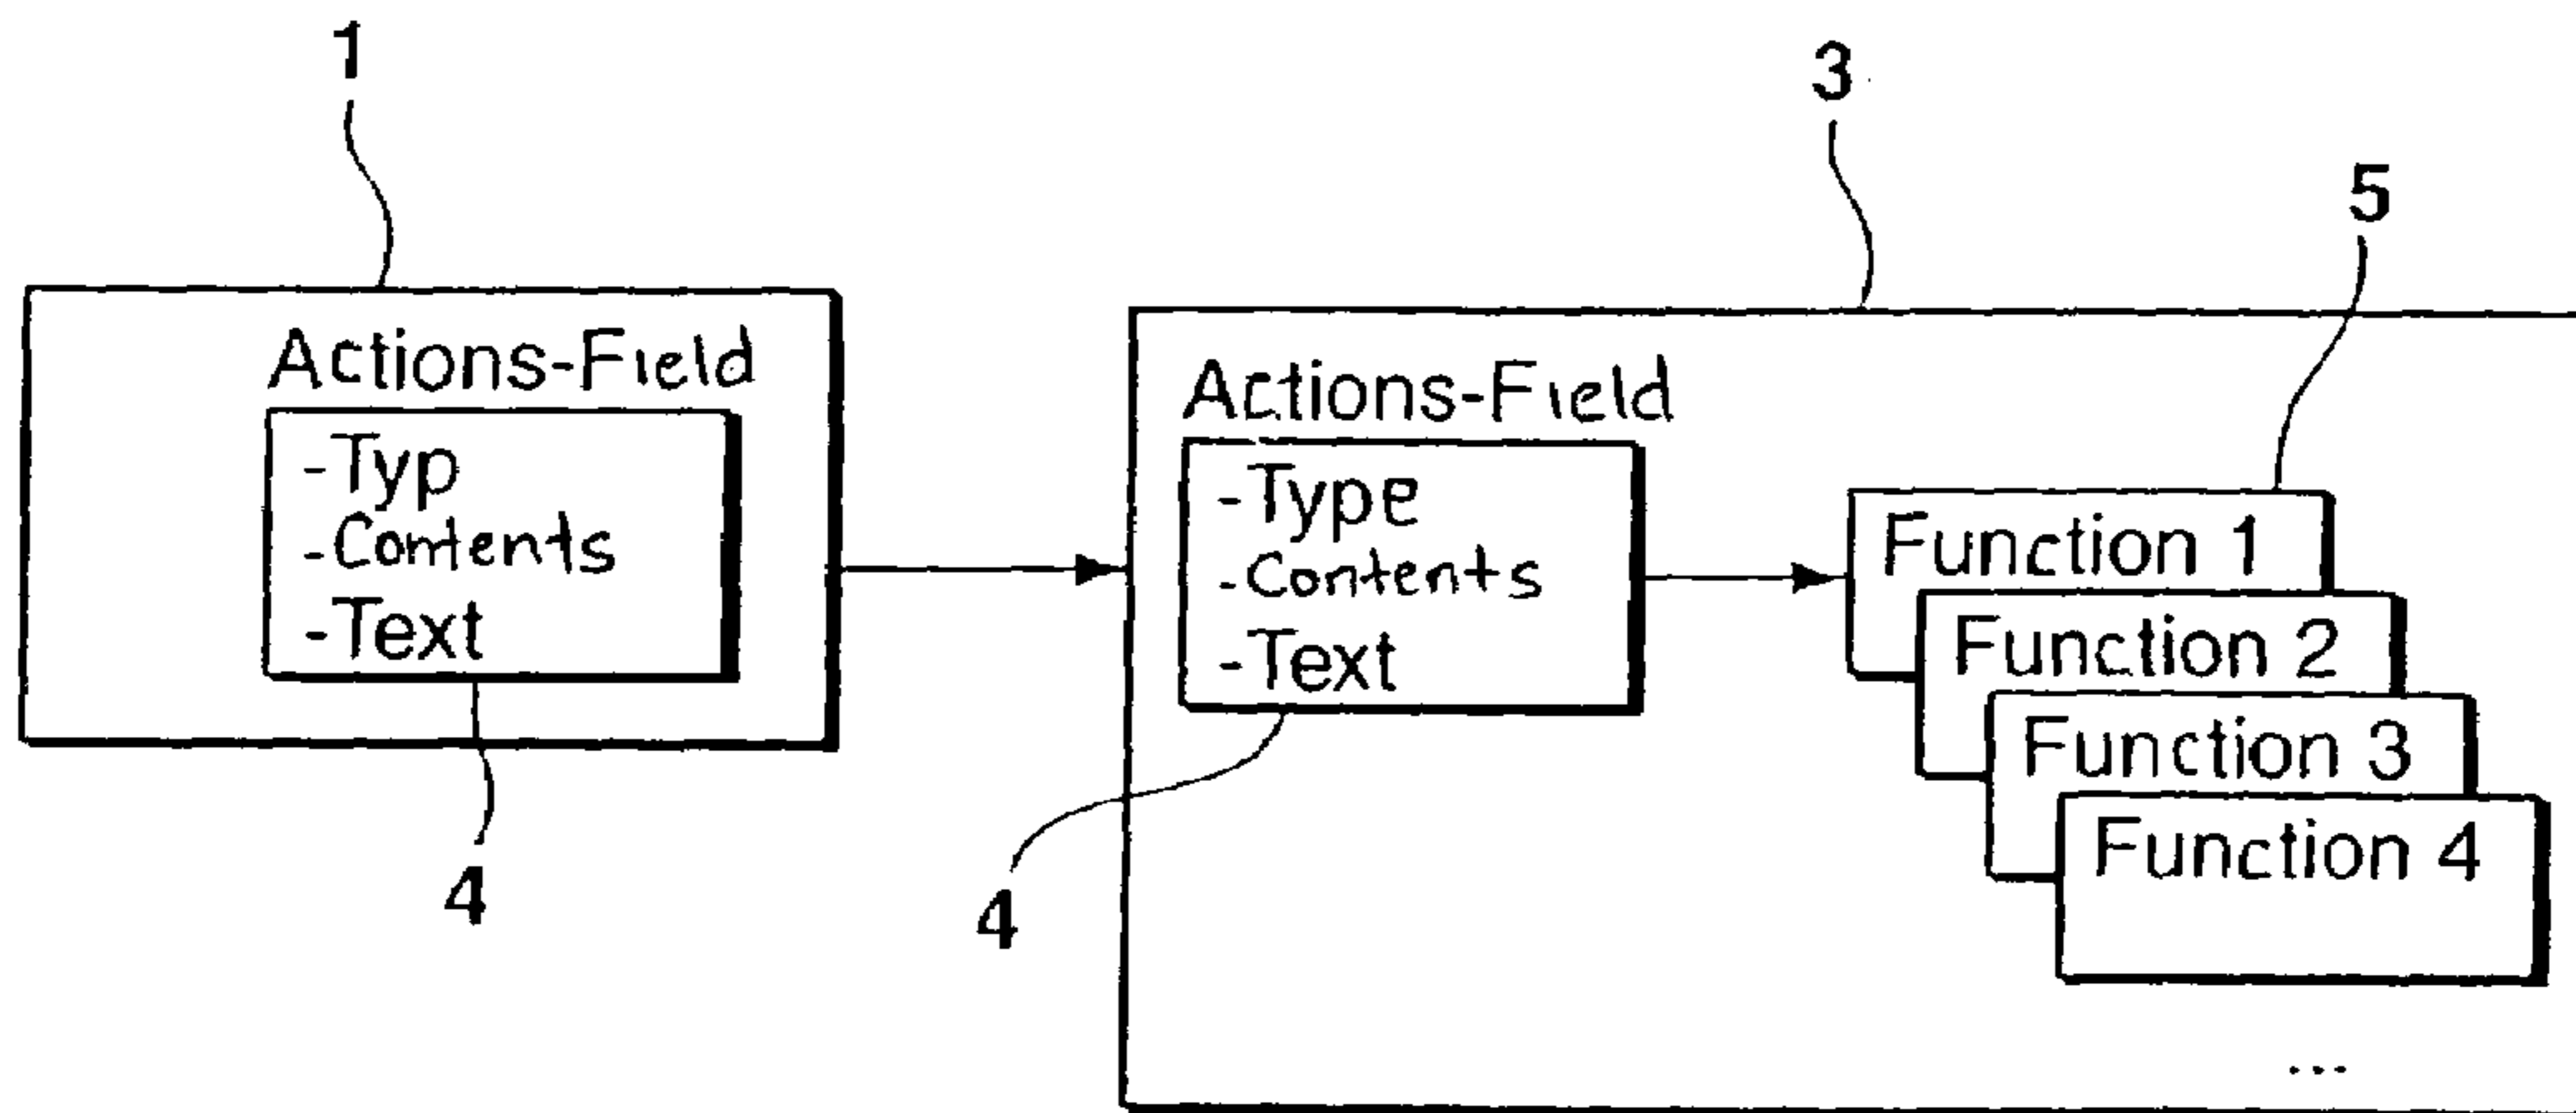 1
3
5
Actions-Field
-Typ
-Contents
-Text
4
Actions-Field
-Type
-Contents
-Text
4
Function 1
Function 2
Function 3
Function 4
...